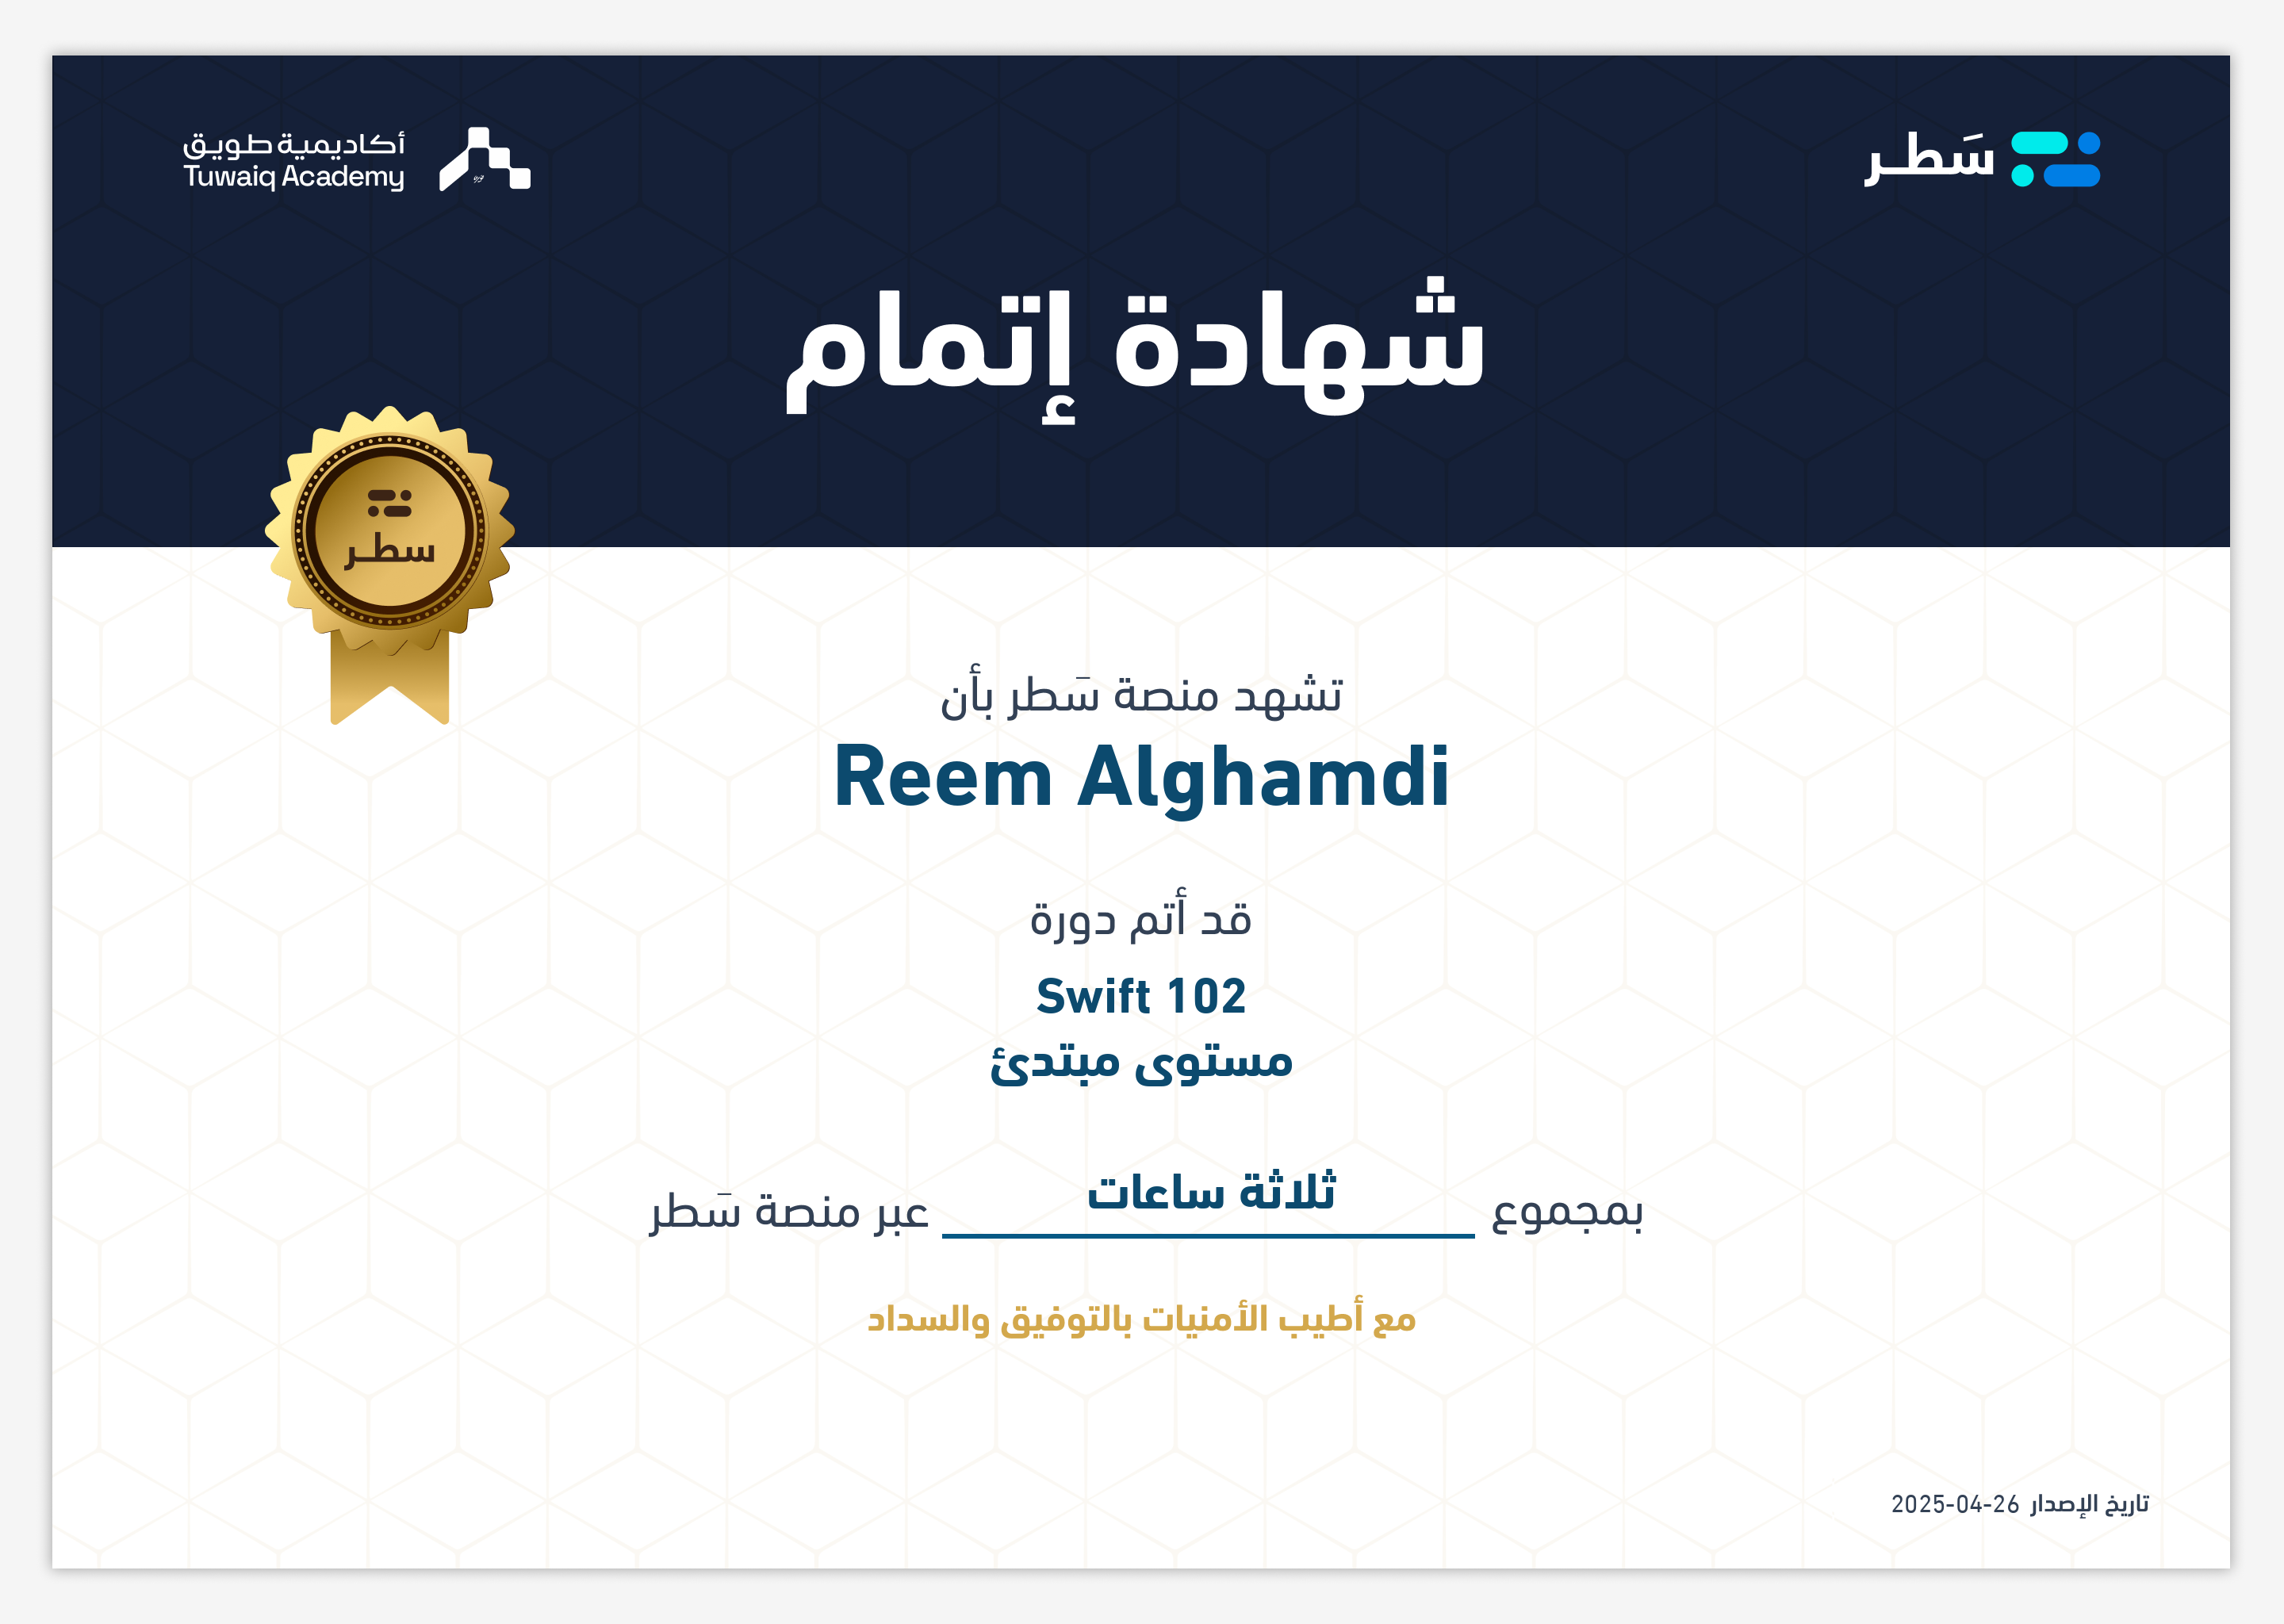 سَطر
أكاديمية طويق
Tuwaiq Academy
شهادة إتمام
سطر
تشهد منصة سَطر بأن
Reem Alghamdi
قد أتم دورة
Swift 102
مستوى مبتدئ
بمجموع ثلاثة ساعات عبر منصة سَطر
مع أطيب الأمنيات بالتوفيق والسداد
تاريخ الإصدار 2025-04-26